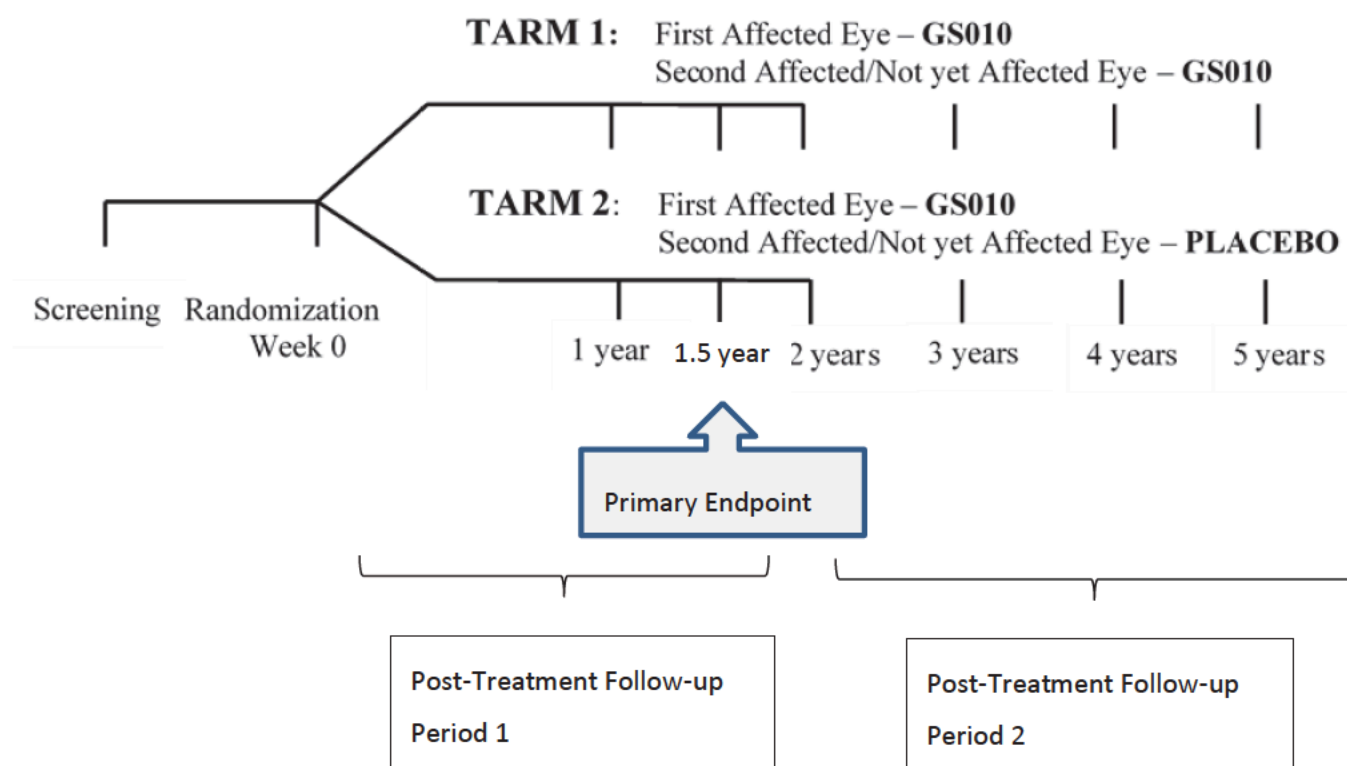 TARM 1: First Affected Eye – GS010
Second Affected/Not yet Affected Eye – GS010
TARM 2: First Affected Eye – GS010
Second Affected/Not yet Affected Eye – PLACEBO
Screening
Randomization
Week 0
1 year
1.5 year
2 years
3 years
4 years
5 years
Primary Endpoint
Post-Treatment Follow-up
Period 1
Post-Treatment Follow-up
Period 2